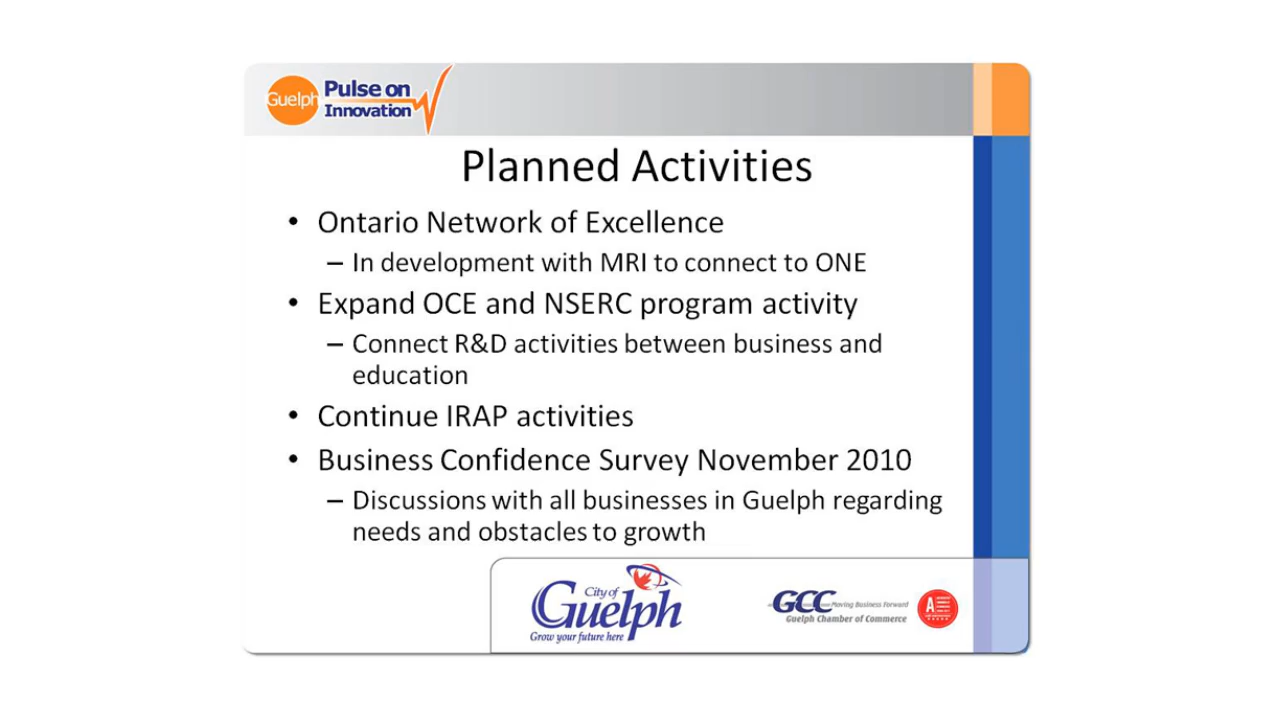 Guelph
Pulse on
Innovation
Planned Activities
• Ontario Network of Excellence
– In development with MRI to connect to ONE
• Expand OCE and NSERC program activity
– Connect R&D activities between business and
education
• Continue IRAP activities
• Business Confidence Survey November 2010
– Discussions with all businesses in Guelph regarding
needs and obstacles to growth
City of
Guelph
Grow your future here
GCC Moving Business Forward
Guelph Chamber of Commerce
A